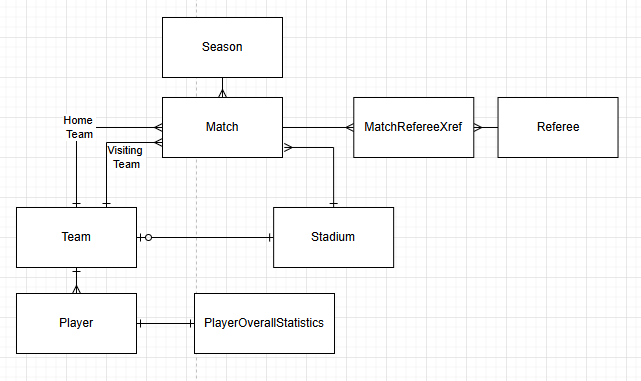 Season
Home
Team
Match
MatchRefereeXref
Referee
Visiting
Team
Team
Stadium
Player
PlayerOverallStatistics